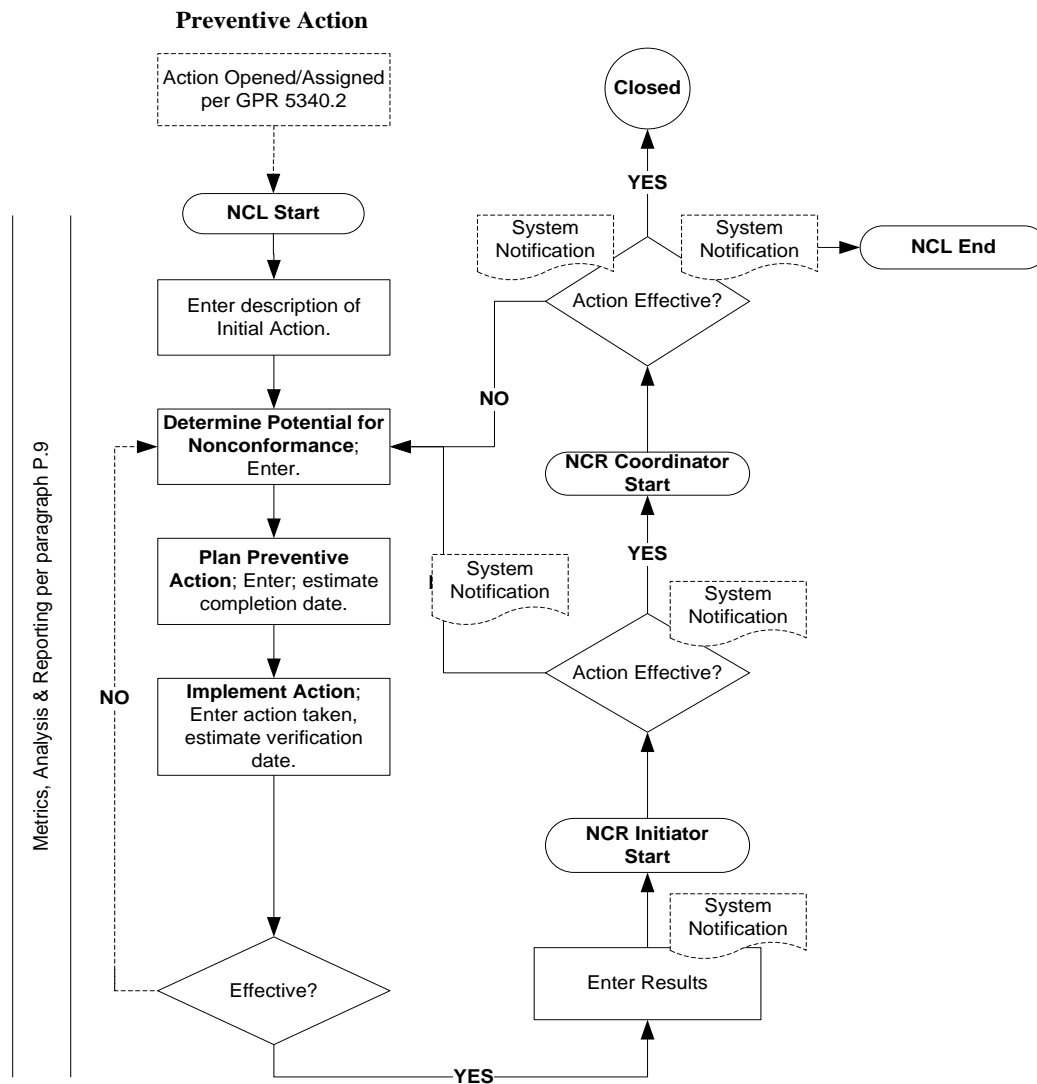 Preventive Action
Action Opened/Assigned
per GPR 5340.2
NCL Start
Enter description of
Initial Action.
Determine Potential for
Nonconformance;
Enter.
Plan Preventive
Action; Enter; estimate
completion date.
Implement Action;
Enter action taken,
estimate verification
date.
Effective?
NO
YES
Metrics, Analysis & Reporting per paragraph P.9
Enter Results
System
Notification
NCR Initiator
Start
Action Effective?
System
Notification
System
Notification
YES
NCR Coordinator
Start
Action Effective?
System
Notification
System
Notification
NO
YES
Closed
NCL End